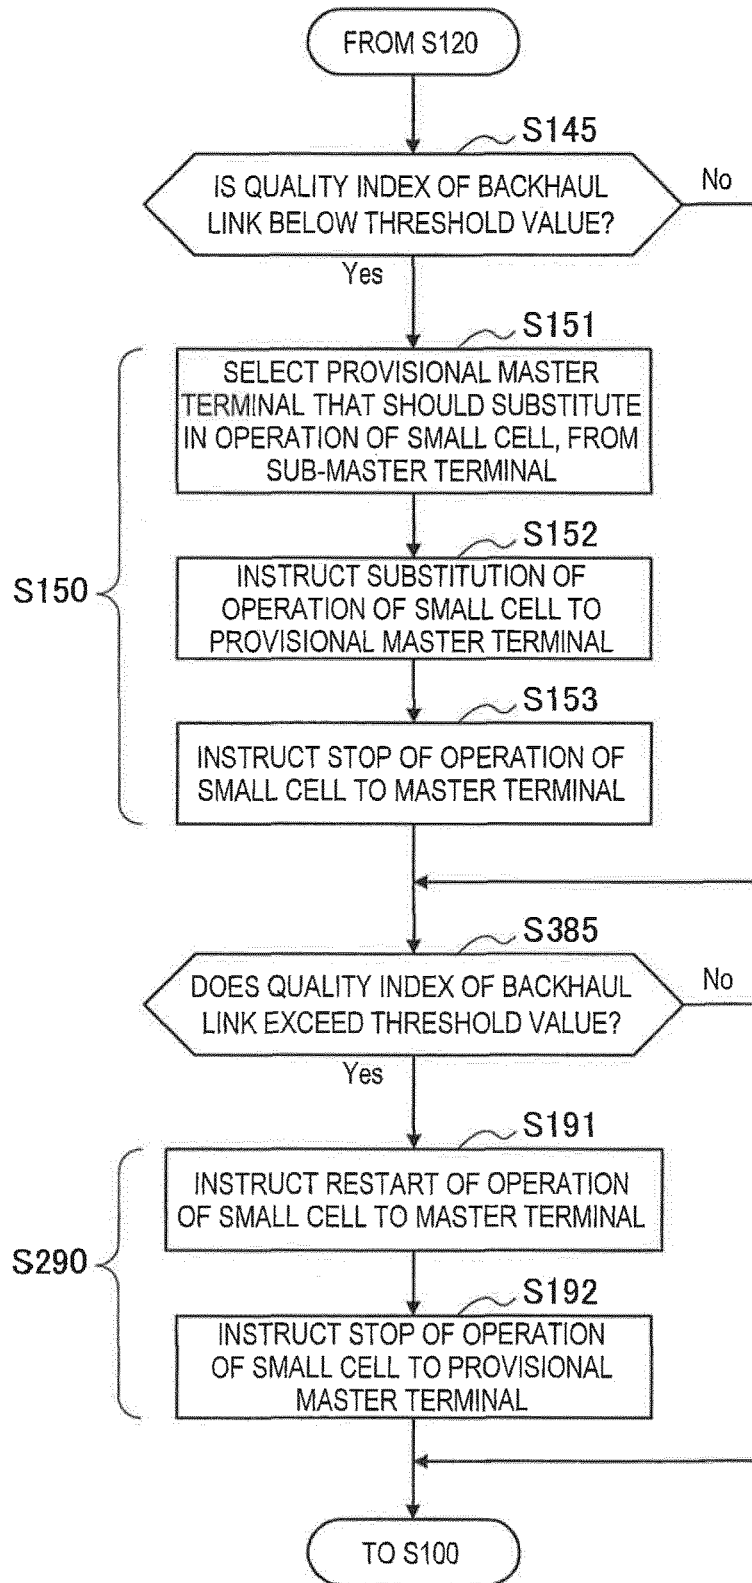 FROM S120
S145
IS QUALITY INDEX OF BACKHAUL
LINK BELOW THRESHOLD VALUE?
No
Yes
S151
SELECT PROVISIONAL MASTER
TERMINAL THAT SHOULD SUBSTITUTE
IN OPERATION OF SMALL CELL, FROM
SUB-MASTER TERMINAL
S150
S152
INSTRUCT SUBSTITUTION OF
OPERATION OF SMALL CELL TO
PROVISIONAL MASTER TERMINAL
S153
INSTRUCT STOP OF OPERATION OF
SMALL CELL TO MASTER TERMINAL
S385
DOES QUALITY INDEX OF BACKHAUL
LINK EXCEED THRESHOLD VALUE?
No
Yes
S191
INSTRUCT RESTART OF OPERATION
OF SMALL CELL TO MASTER TERMINAL
S290
S192
INSTRUCT STOP OF OPERATION
OF SMALL CELL TO PROVISIONAL
MASTER TERMINAL
TO S100